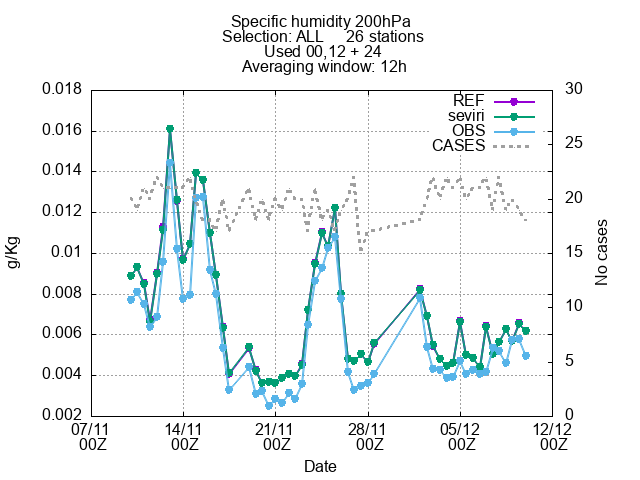 Specific humidity 200hPa
Selection: ALL 26 stations
Used 00,12 + 24
Averaging window: 12h
REF
seviri
OBS
CASES
g/Kg
0.018
0.016
0.014
0.012
0.01
0.008
0.006
0.004
0.002
No cases
30
25
20
15
10
5
0
07/11 14/11 21/11 28/11 05/12 12/12
00Z 00Z 00Z 00Z 00Z 00Z
Date